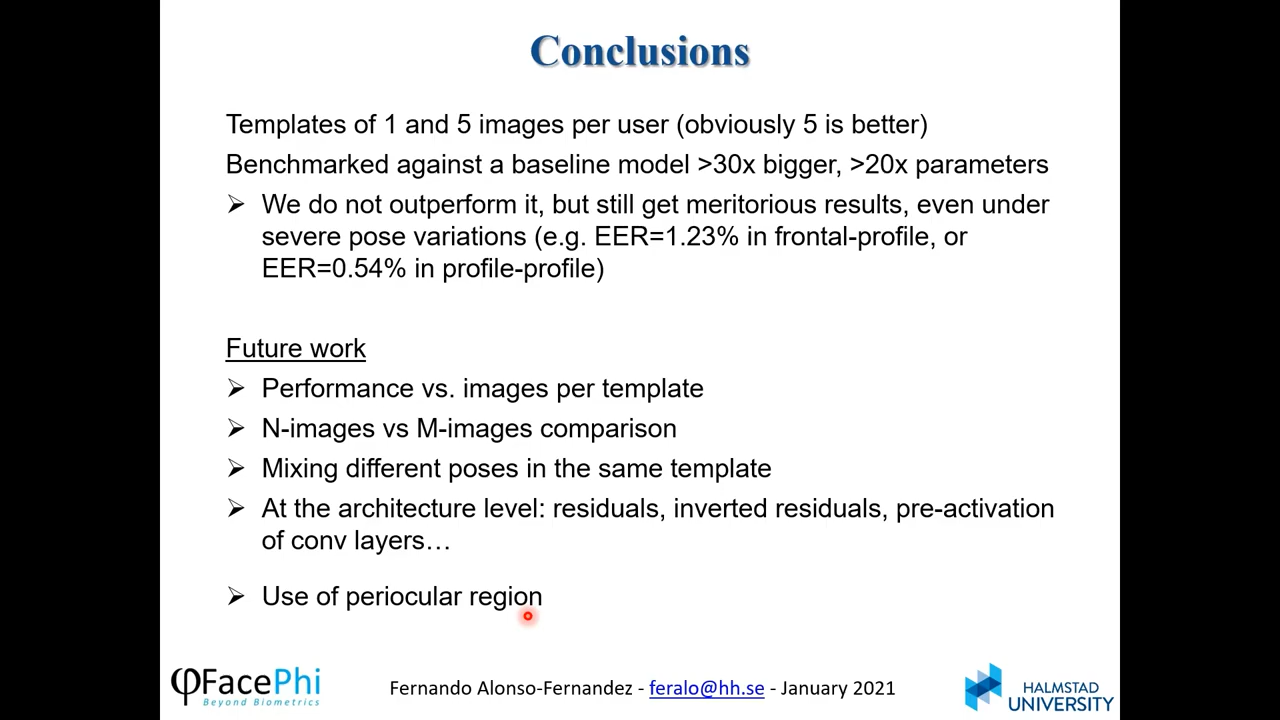 Conclusions
Templates of 1 and 5 images per user (obviously 5 is better)
Benchmarked against a baseline model >30x bigger, >20x parameters
➢ We do not outperform it, but still get meritorious results, even under
severe pose variations (e.g. EER=1.23% in frontal-profile, or
EER=0.54% in profile-profile)
Future work
➢ Performance vs. images per template
➢ N-images vs M-images comparison
➢ Mixing different poses in the same template
➢ At the architecture level: residuals, inverted residuals, pre-activation
of conv layers…
➢ Use of periocular region
φFacePhi
Beyond Biometrics
Fernando Alonso-Fernandez - feralo@hh.se - January 2021
HALMSTAD
UNIVERSITY